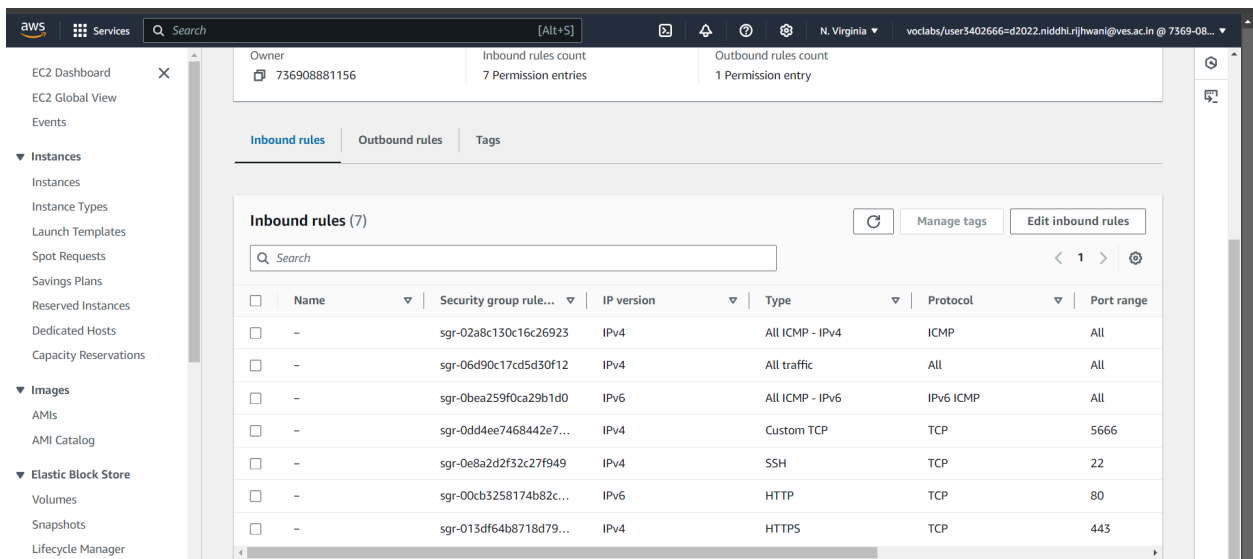 aws Services Search [Alt+S] N. Virginia voclabs/user3402666=d2022.niddhi.rijhwani@ves.ac.in @ 7369-08...
EC2 Dashboard
EC2 Global View
Events
Instances
Instances
Instance Types
Launch Templates
Spot Requests
Savings Plans
Reserved Instances
Dedicated Hosts
Capacity Reservations
Images
AMIs
AMI Catalog
Elastic Block Store
Volumes
Snapshots
Lifecycle Manager
Owner Inbound rules count Outbound rules count
736908881156 7 Permission entries 1 Permission entry
Inbound rules Outbound rules Tags
Inbound rules (7) Manage tags Edit inbound rules
Search 1
Name Security group rule... IP version Type Protocol Port range
– sgr-02a8c130c16c26923 IPv4 All ICMP - IPv4 ICMP All
– sgr-06d90c17cd5d30f12 IPv4 All traffic All All
– sgr-0bea259f0ca29b1d0 IPv6 All ICMP - IPv6 IPv6 ICMP All
– sgr-0dd4ee7468442e7... IPv4 Custom TCP TCP 5666
– sgr-0e8a2d2f32c27f949 IPv4 SSH TCP 22
– sgr-00cb3258174b82c... IPv6 HTTP TCP 80
– sgr-013df64b8718d79... IPv4 HTTPS TCP 443